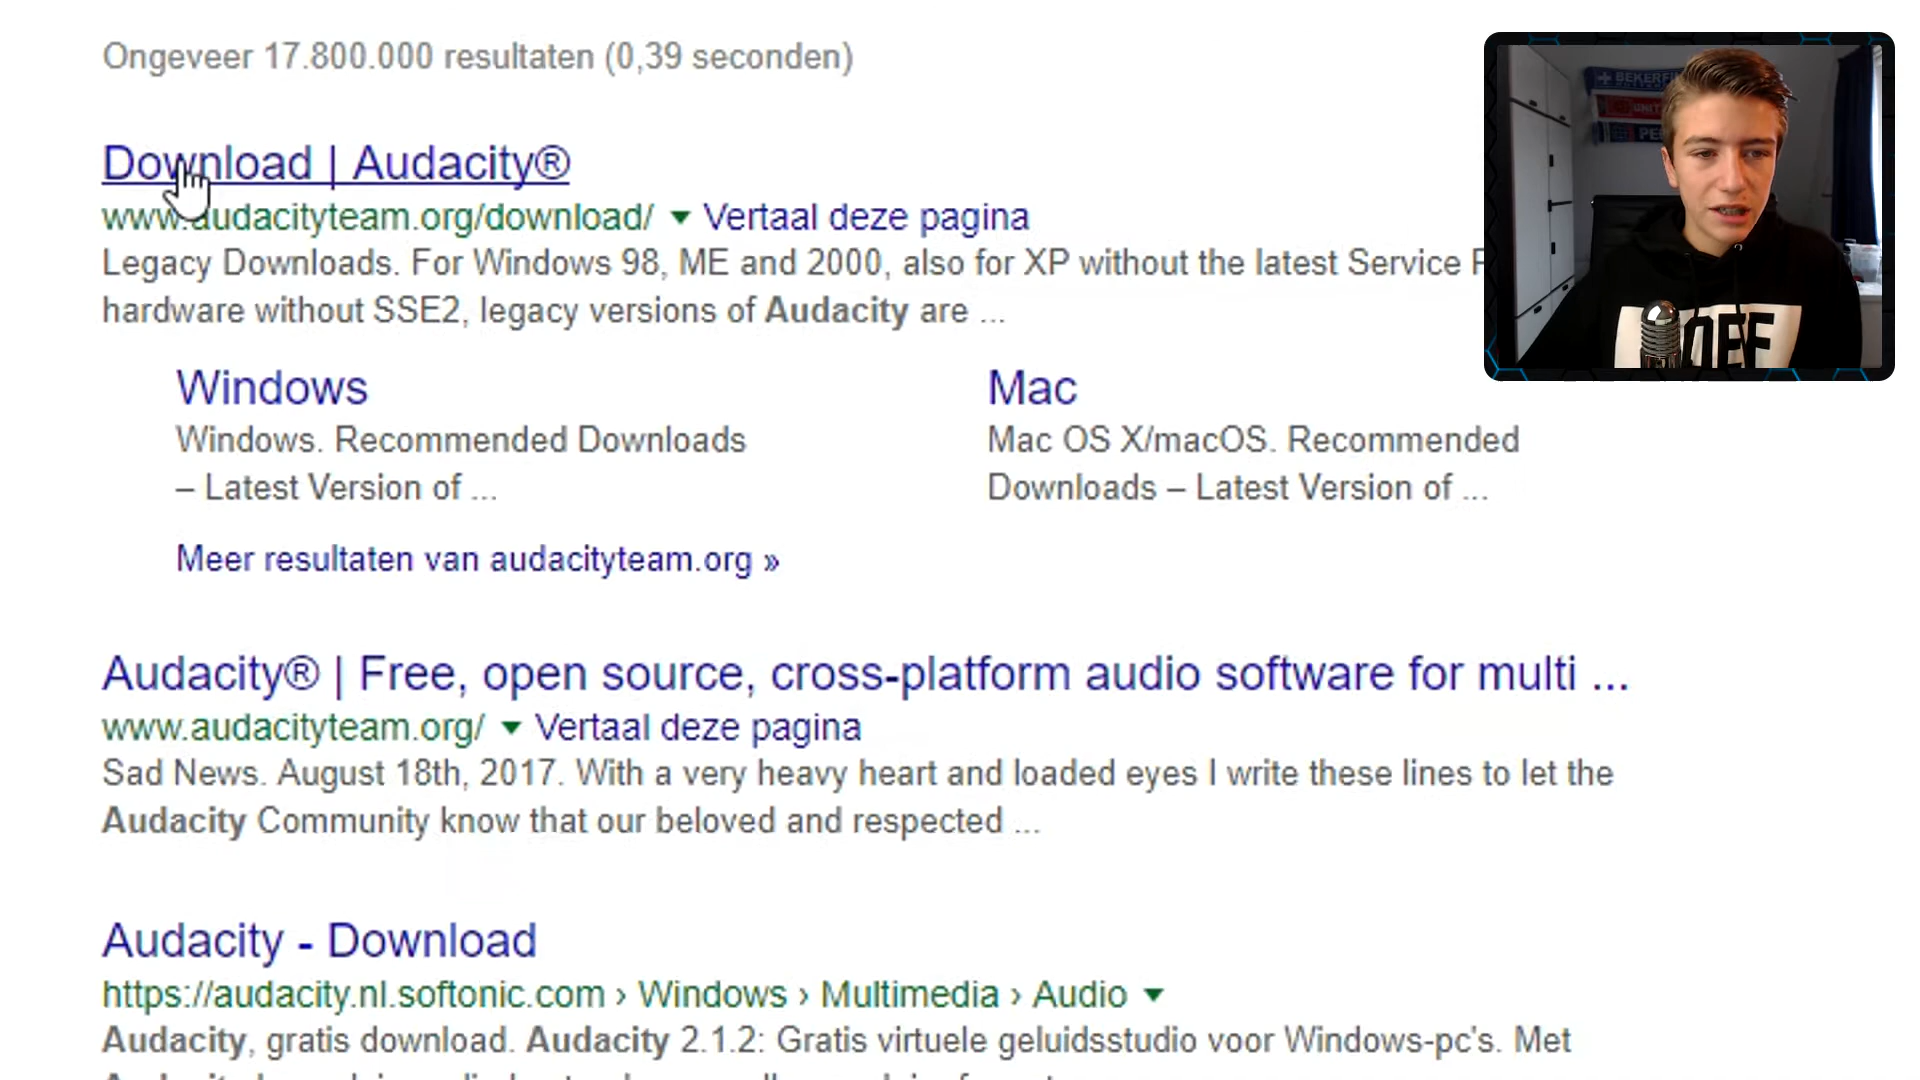 Ongeveer 17.800.000 resultaten (0,39 seconden)
Download | Audacity®
www.audacityteam.org/download/ ▼ Vertaal deze pagina
Legacy Downloads. For Windows 98, ME and 2000, also for XP without the latest Service
hardware without SSE2, legacy versions of Audacity are ...
Windows
Windows. Recommended Downloads
– Latest Version of ...
Mac
Mac OS X/macOS. Recommended
Downloads – Latest Version of ...
Meer resultaten van audacityteam.org »
Audacity® | Free, open source, cross-platform audio software for multi ...
www.audacityteam.org/ ▼ Vertaal deze pagina
Sad News. August 18th, 2017. With a very heavy heart and loaded eyes I write these lines to let the
Audacity Community know that our beloved and respected ...
Audacity - Download
https://audacity.nl.softonic.com › Windows › Multimedia › Audio ▼
Audacity, gratis download. Audacity 2.1.2: Gratis virtuele geluidsstudio voor Windows-pc's. Met